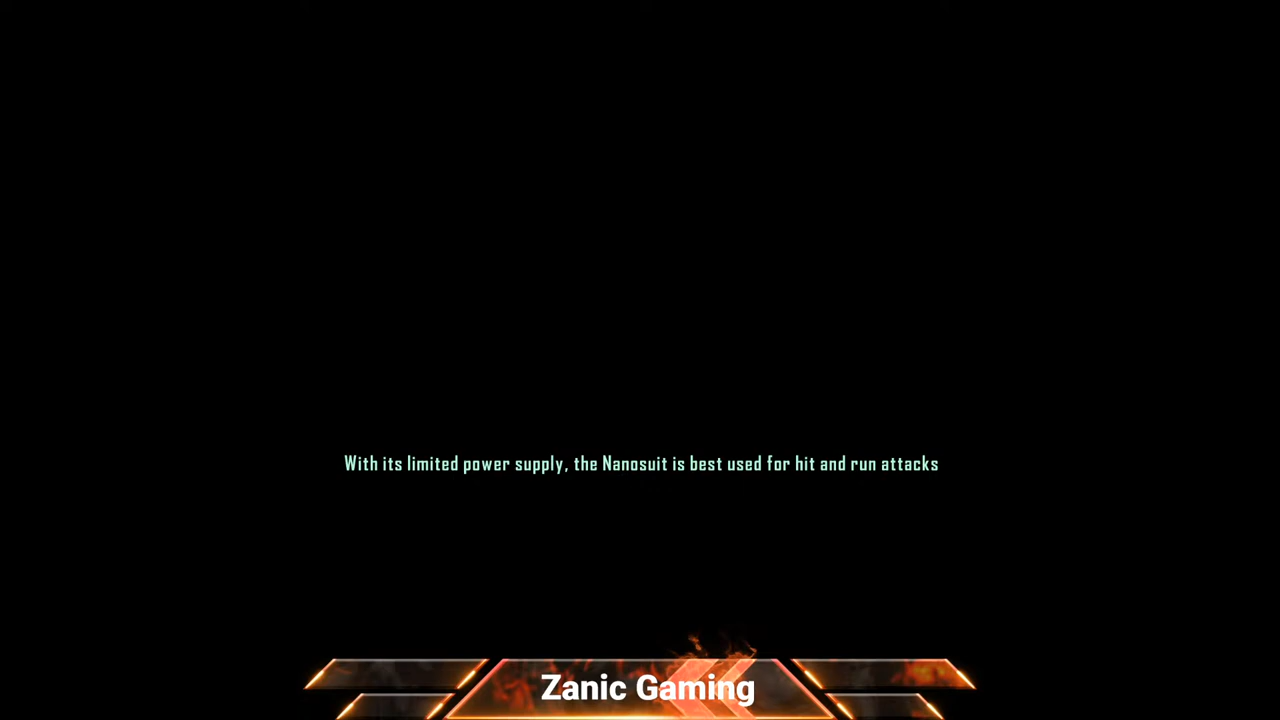 With its limited power supply, the Nanosuit is best used for hit and run attacks
Zanic Gaming